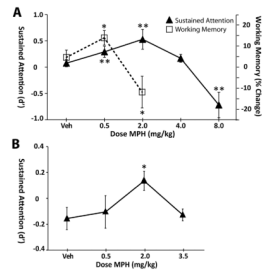 A
Sustained Attention
Working Memory
Sustained Attention (d')
1.0
0.5
0
-0.5
-1.0
*
**
**
*
**
20
10
0
-10
-20
Working Memory (% Change)
Veh
0.5
2.0
4.0
8.0
Dose MPH (mg/kg)
B
Sustained Attention (d')
0.4
0.2
0
-0.2
-0.4
*
Veh
0.5
2.0
3.5
Dose MPH (mg/kg)